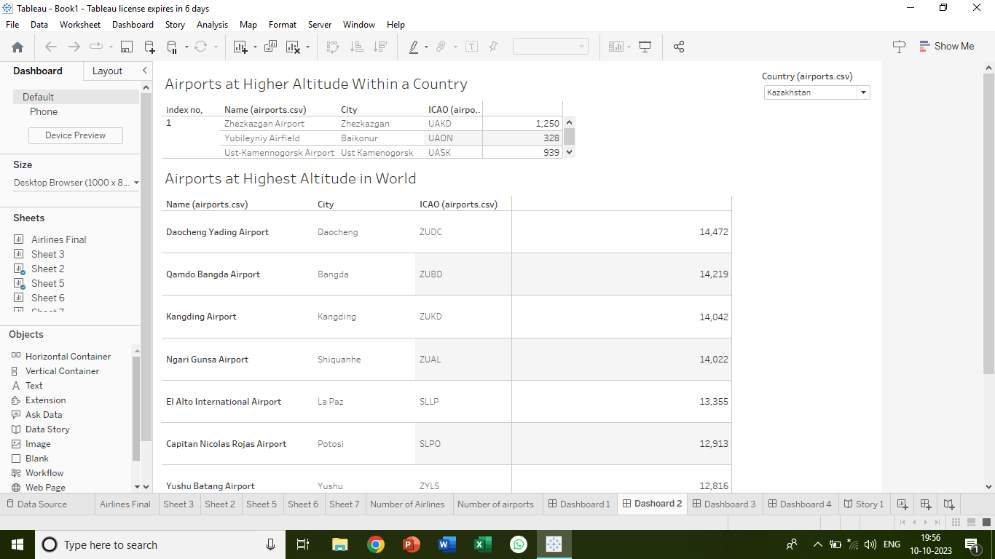 Tableau - Book1 - Tableau license expires in 6 days
File Data Worksheet Dashboard Story Analysis Map Format Server Window Help
Show Me
Dashboard Layout
Default
Phone
Device Preview
Size
Desktop Browser (1000 x 8...
Sheets
Airlines Final
Sheet 3
Sheet 2
Sheet 5
Sheet 6
Objects
Horizontal Container
Vertical Container
Text
Extension
Ask Data
Data Story
Image
Blank
Workflow
Web Page
Airports at Higher Altitude Within a Country
index no, Name (airports.csv) City ICAO (airpo..
1 Zhezkazgan Airport Zhezkazgan UAKD 1,250
Yubileyniy Airfield Baikonur UAON 328
Ust-Kamennogorsk Airport Ust Kamenogorsk UASK 939
Country (airports.csv)
Kazakhstan
Airports at Highest Altitude in World
Name (airports.csv) City ICAO (airports.csv)
Daocheng Yading Airport Daocheng ZUDC 14,472
Qamdo Bangda Airport Bangda ZUBD 14,219
Kangding Airport Kangding ZUKD 14,042
Ngari Gunsa Airport Shiquanhe ZUAL 14,022
El Alto International Airport La Paz SLLP 13,355
Capitan Nicolas Rojas Airport Potosi SLPO 12,913
Yushu Batang Airport Yushu ZYLS 12,816
Data Source Airlines Final Sheet 3 Sheet 2 Sheet 5 Sheet 6 Sheet 7 Number of Airlines Number of airports Dashboard 1 Dashoard 2 Dashboard 3 Dashboard 4 Story 1
Type here to search
ENG
19:56
10-10-2023
1